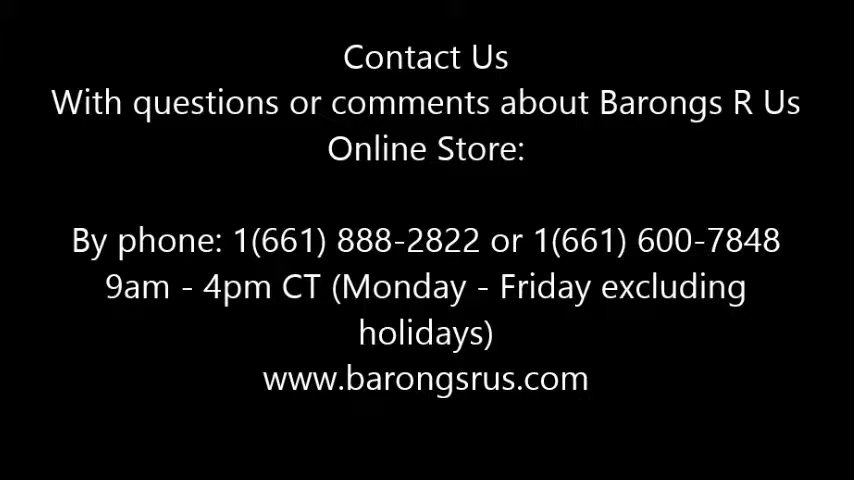 Contact Us
With questions or comments about Barongs R Us
Online Store:
By phone: 1(661) 888-2822 or 1(661) 600-7848
9am - 4pm CT (Monday - Friday excluding
holidays)
www.barongsrus.com